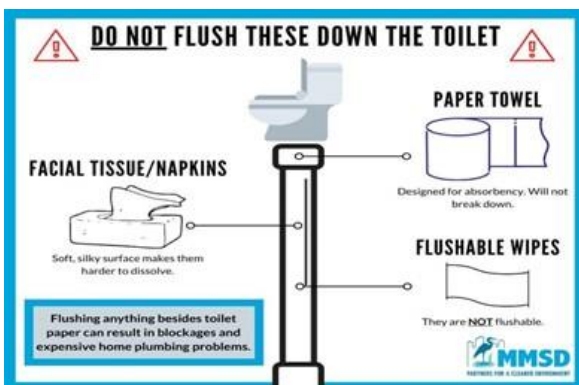 DO NOT FLUSH THESE DOWN THE TOILET
PAPER TOWEL
Designed for absorbency. Will not
break down.
FACIAL TISSUE/NAPKINS
Soft, silky surface makes them
harder to dissolve.
FLUSHABLE WIPES
They are NOT flushable.
Flushing anything besides toilet
paper can result in blockages and
expensive home plumbing problems.
MMSD
PARTNERS FOR A CLEANER ENVIRONMENT